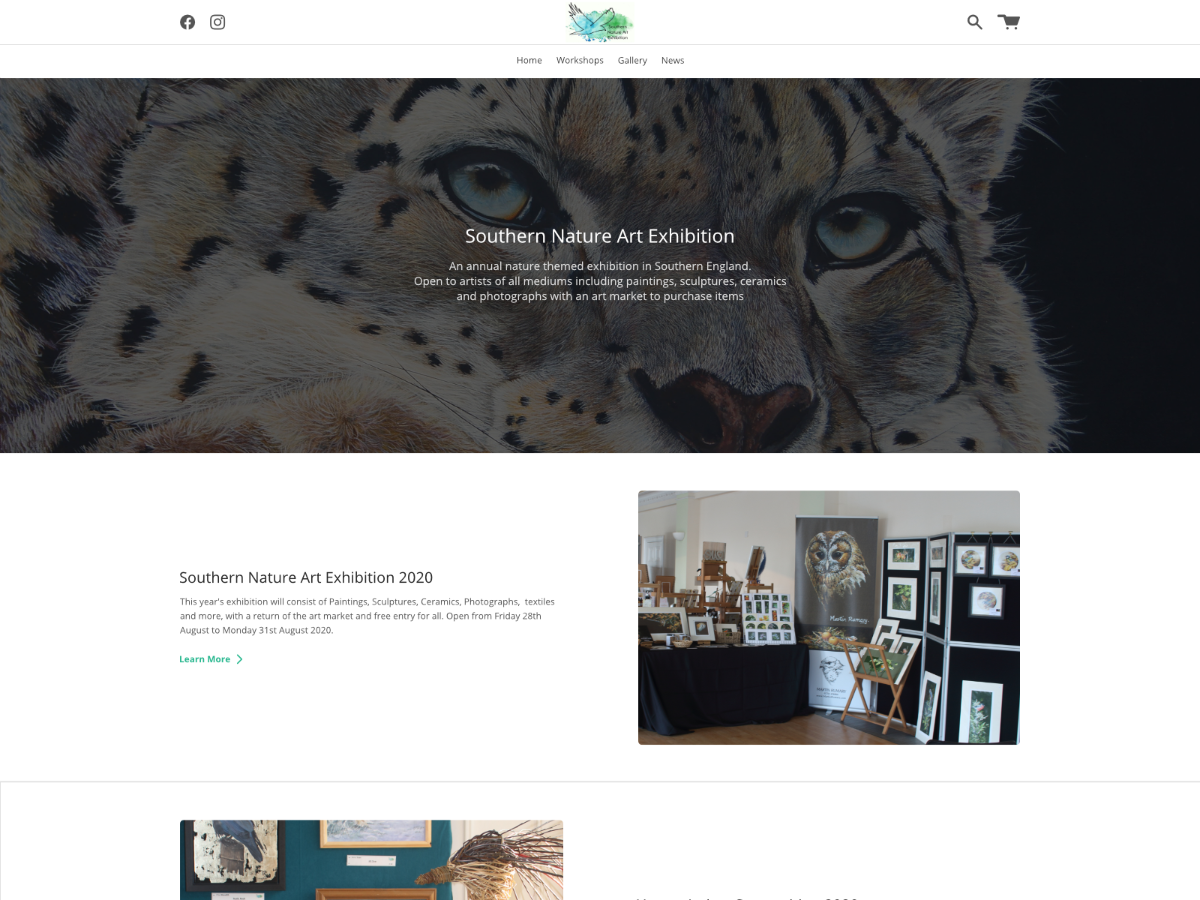 Southern
Nature Art
Exhibition
Home
Workshops
Gallery
News
Southern Nature Art Exhibition
An annual nature themed exhibition in Southern England.
Open to artists of all mediums including paintings, sculptures, ceramics
and photographs with an art market to purchase items
Southern Nature Art Exhibition 2020
This year's exhibition will consist of Paintings, Sculptures, Ceramics, Photographs, textiles
and more, with a return of the art market and free entry for all. Open from Friday 28th
August to Monday 31st August 2020.
Learn More